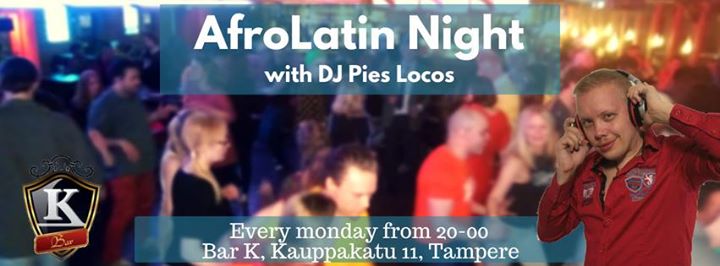 AfroLatin Night
with DJ Pies Locos
K
Bar
Every monday from 20-00
Bar K, Kauppakatu 11, Tampere